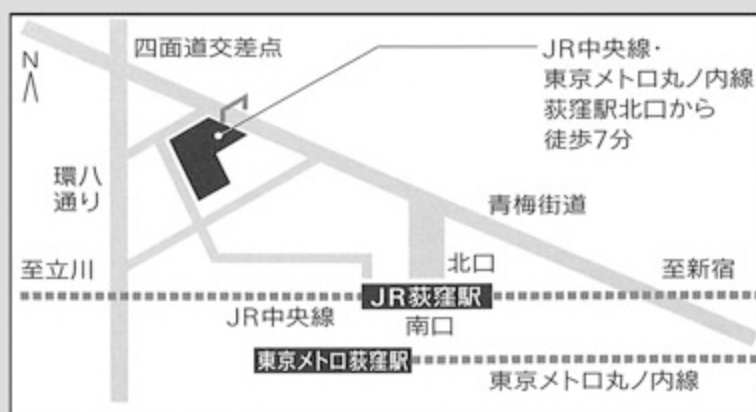 四面道交差点
N
JR中央線・
東京メトロ丸ノ内線
荻窪駅北口から
徒歩7分
環八
通り
青梅街道
至立川
北口
至新宿
JR荻窪駅
JR中央線
南口
東京メトロ荻窪駅
東京メトロ丸ノ内線